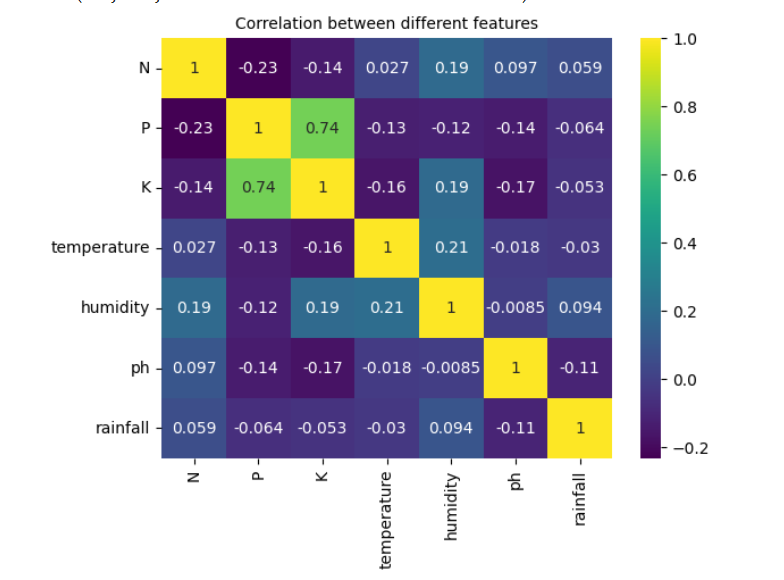 Correlation between different features
N 1 -0.23 -0.14 0.027 0.19 0.097 0.059
P -0.23 1 0.74 -0.13 -0.12 -0.14 -0.064
K -0.14 0.74 1 -0.16 0.19 -0.17 -0.053
temperature 0.027 -0.13 -0.16 1 0.21 -0.018 -0.03
humidity 0.19 -0.12 0.19 0.21 1 -0.0085 0.094
ph 0.097 -0.14 -0.17 -0.018 -0.0085 1 -0.11
rainfall 0.059 -0.064 -0.053 -0.03 0.094 -0.11 1
N P K temperature humidity ph rainfall
1.0
0.8
0.6
0.4
0.2
0.0
−0.2